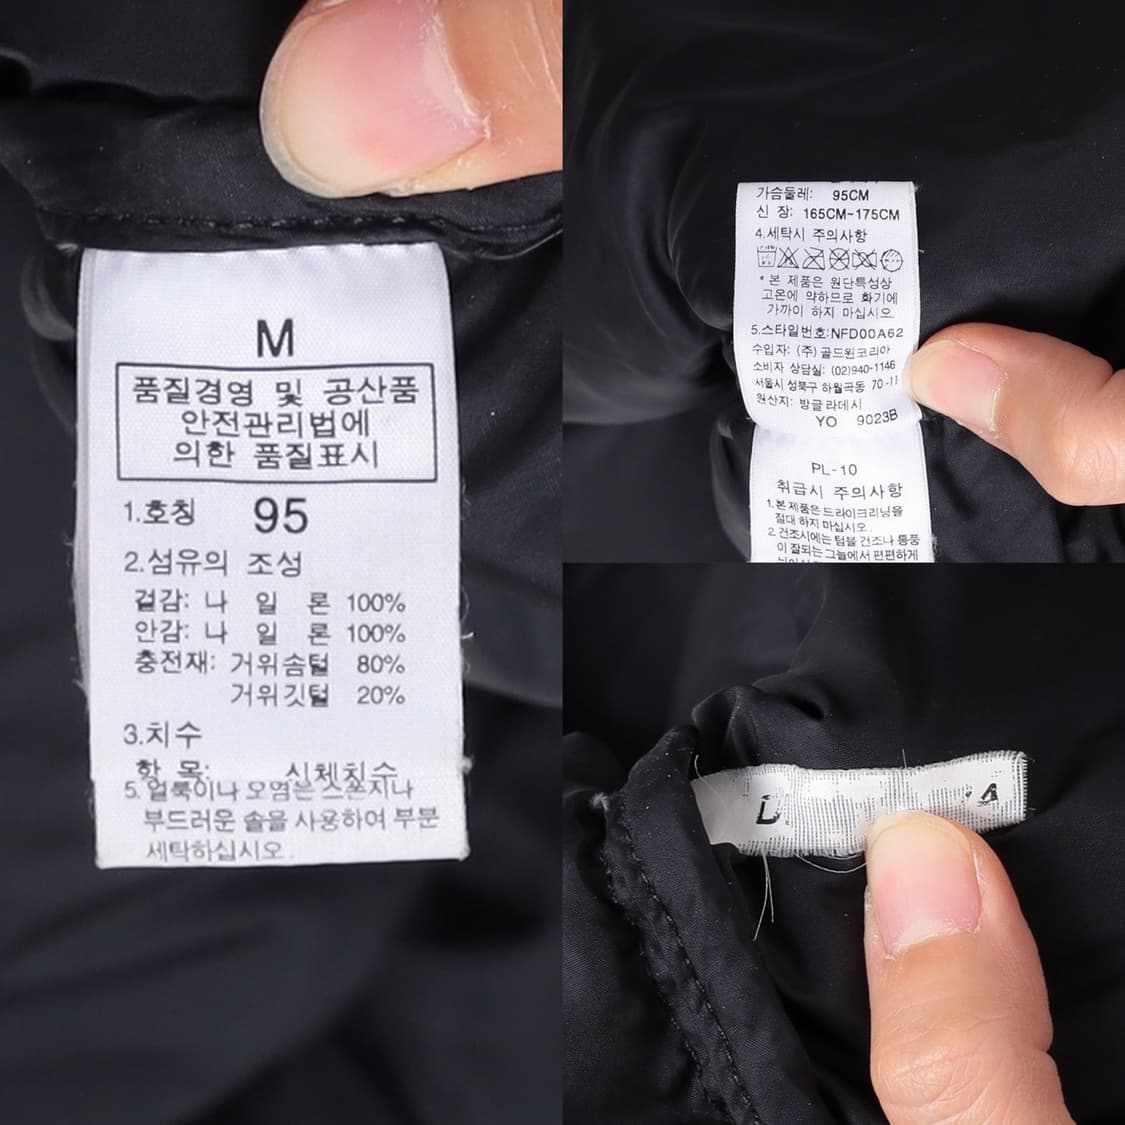 M
품질경영 및 공산품
안전관리법에
의한 품질표시
1.호칭 95
2.섬유의 조성
겉감: 나 일 론 100%
안감: 나 일 론 100%
충전재: 거위솜털 80%
거위깃털 20%
3.치수
항 목: 신체치수
5. 얼룩이나 오염은 스폰지나
부드러운 솔을 사용하여 부분
세탁하십시오.
가슴둘레: 95CM
신 장: 165CM~175CM
4.세탁시 주의사항
* 본 제품은 원단특성상
고온에 약하므로 화기에
가까이 하지 마십시오.
5.스타일번호:NFD00A62
수입자: (주) 골드윈코리아
소비자 상담실: (02)940-1146
서울시 성북구 하월곡동 70-11
원산지: 방글라데시
YO 9023B
PL-10
취급시 주의사항
1.본 제품은 드라이크리닝을
절대 하지 마십시오.
2.건조시에는 텀블 건조나 통풍
이 잘되는 그늘에서 편편하게
D